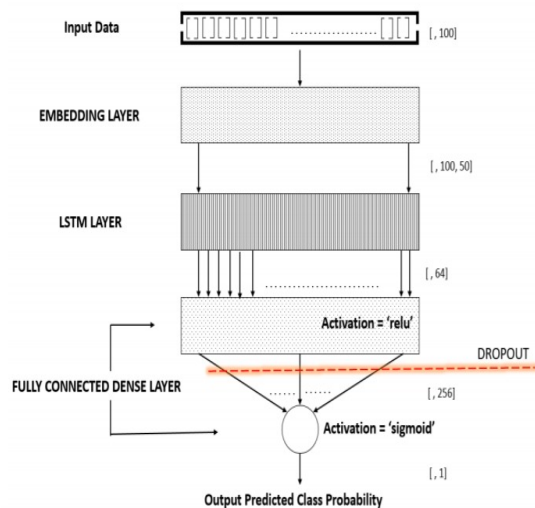 Input Data
[ , 100]
EMBEDDING LAYER
[ , 100, 50]
LSTM LAYER
[ , 64]
Activation = ‘relu’
DROPOUT
FULLY CONNECTED DENSE LAYER
[ , 256]
Activation = ‘sigmoid’
[ , 1]
Output Predicted Class Probability